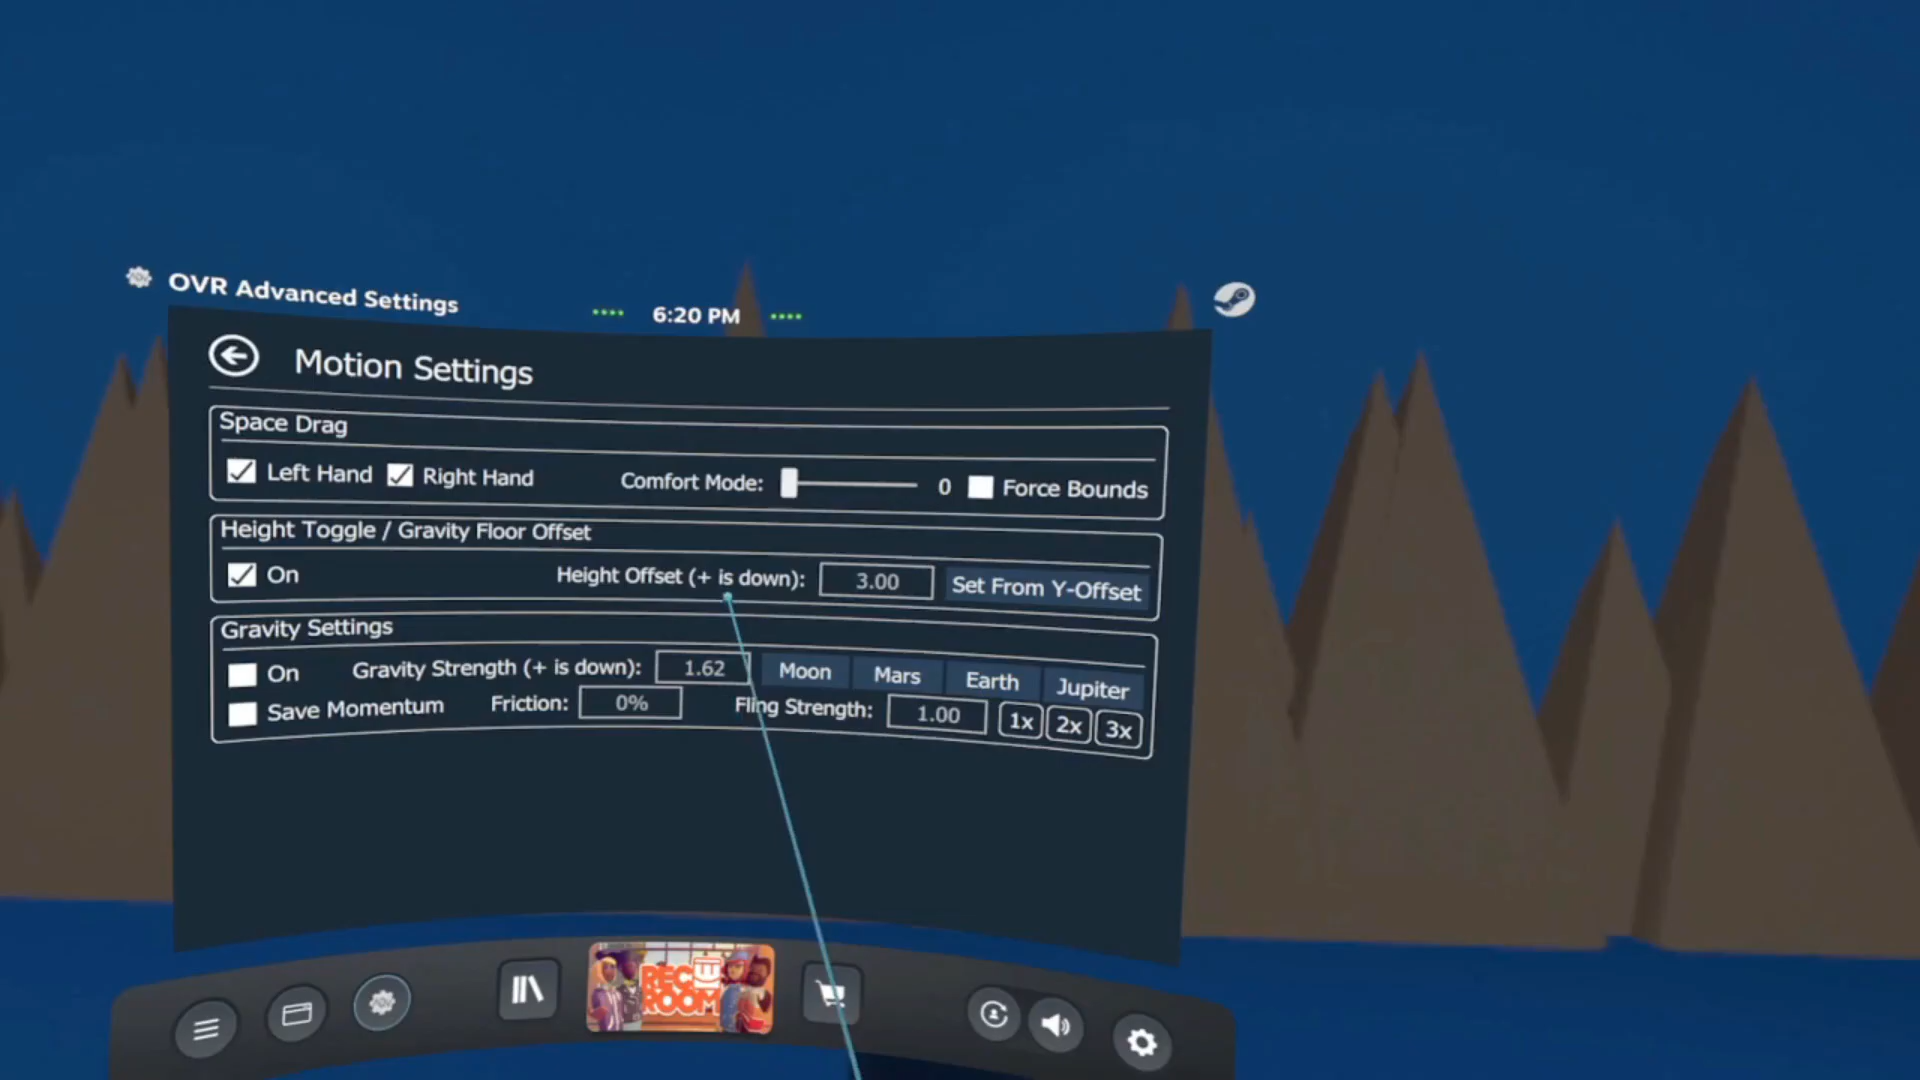 OVR Advanced Settings
6:20 PM
Motion Settings
Space Drag
Left Hand Right Hand Comfort Mode: 0 Force Bounds
Height Toggle / Gravity Floor Offset
On Height Offset (+ is down): 3.00 Set From Y-Offset
Gravity Settings
On Gravity Strength (+ is down): 1.62 Moon Mars Earth Jupiter
Save Momentum Friction: 0% Fling Strength: 1.00 1x 2x 3x
REC
ROOM